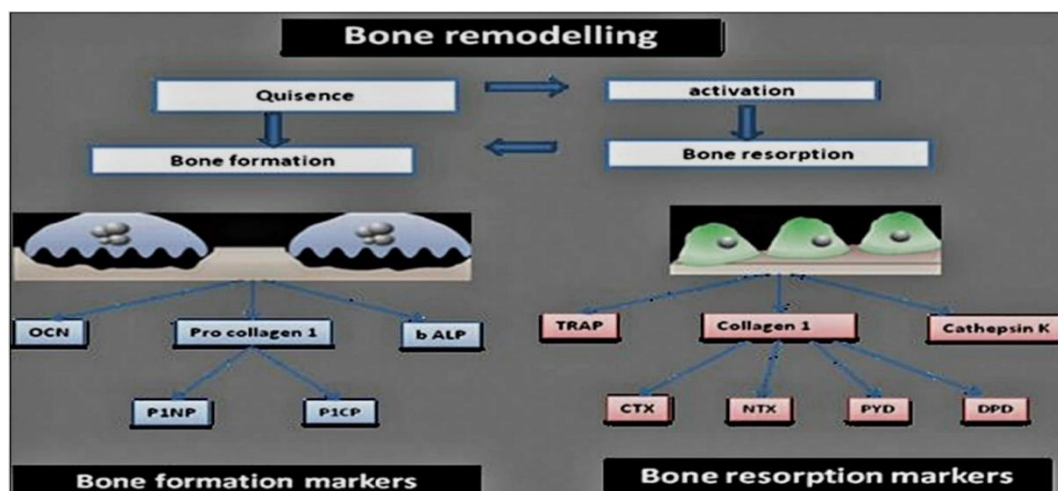 Bone remodelling
Quisence
activation
Bone formation
Bone resorption
OCN
Pro collagen 1
b ALP
TRAP
Collagen 1
Cathepsin K
P1NP
P1CP
CTX
NTX
PYD
DPD
Bone formation markers
Bone resorption markers